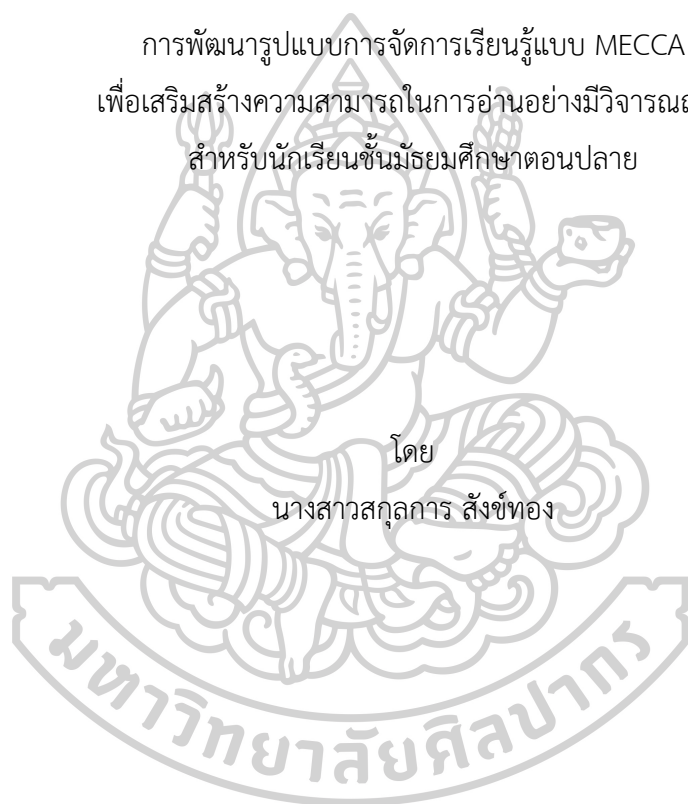 การพัฒนารูปแบบการจัดการเรียนรู้แบบ MECCA
เพื่อเสริมสร้างความสามารถในการอ่านอย่างมี
สำหรับนักเรียนชั้นมัธยมศึกษาตอนปลาย
โดย
นางสาวสกุลการ สังข์ทอง
มหาวิทยาลัยศิลปากร